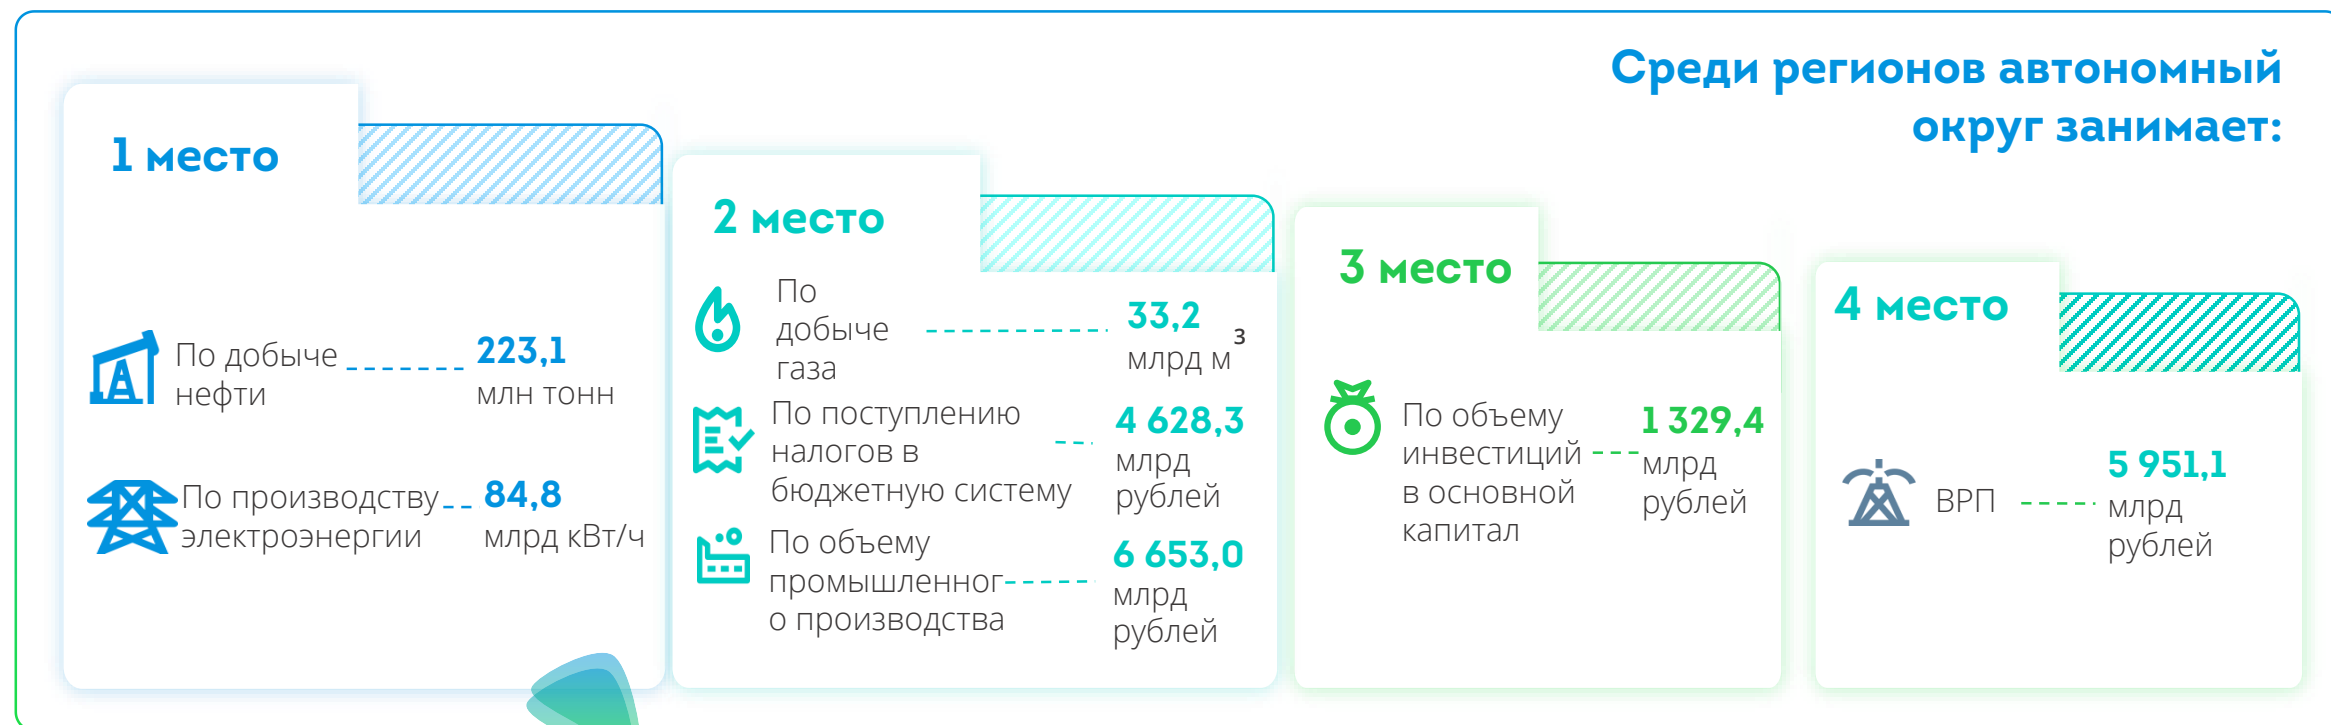 Среди регионов автономный
округ занимает:
1 место
По добыче
нефти
223,1
млн тонн
По производству
электроэнергии
84,8
млрд кВт/ч
2 место
По
добыче
газа
33,2
млрд м³
По поступлению
налогов в
бюджетную систему
4 628,3
млрд
рублей
По объему
промышленног
о производства
6 653,0
млрд
рублей
3 место
По объему
инвестиций
в основной
капитал
1 329,4
млрд
рублей
4 место
ВРП
5 951,1
млрд
рублей